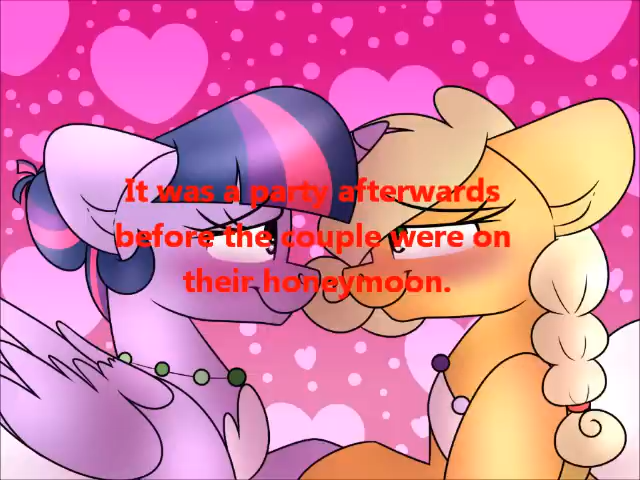 It was a party afterwards
before the couple were on
their honeymoon.